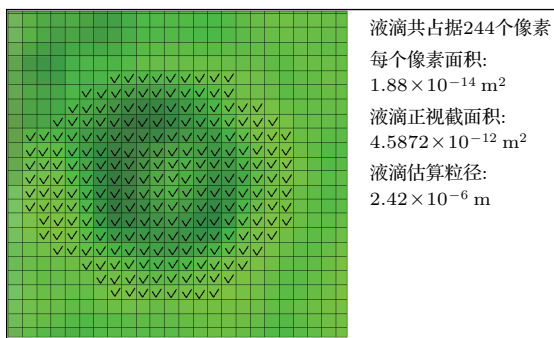 液滴共占据244个像素
每个像素面积:
1.88×10⁻¹⁴ m²
液滴正视截面积:
4.5872×10⁻¹² m²
液滴估算粒径:
2.42×10⁻⁶ m